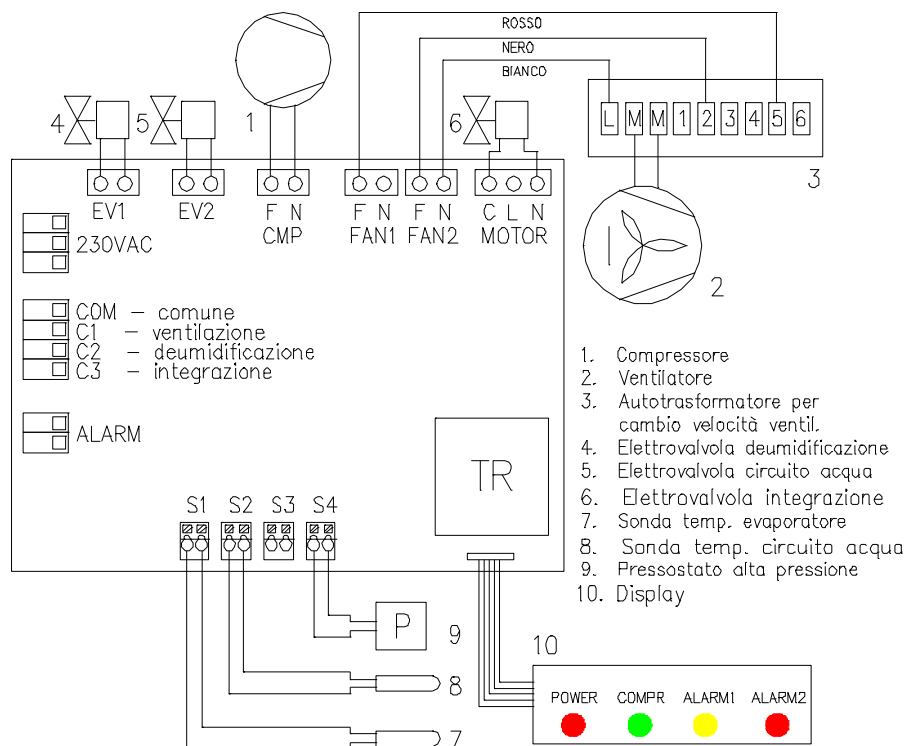 ROSSO
NERO
BIANCO
4
5
1
6
L M M 1 2 3 4 5 6
3
EV1
EV2
F N
CMP
F N
FAN1
F N
FAN2
C L N
MOTOR
2
230VAC
COM – comune
C1 – ventilazione
C2 – deumidificazione
C3 – integrazione
ALARM
TR
S1 S2 S3 S4
P
9
8
7
10
POWER COMPR ALARM1 ALARM2
1. Compressore
2. Ventilatore
3. Autotrasformatore per
cambio velocità ventil.
4. Elettrovalvola deumidificazione
5. Elettrovalvola circuito acqua
6. Elettrovalvola integrazione
7. Sonda temp. evaporatore
8. Sonda temp. circuito acqua
9. Pressostato alta pressione
10. Display